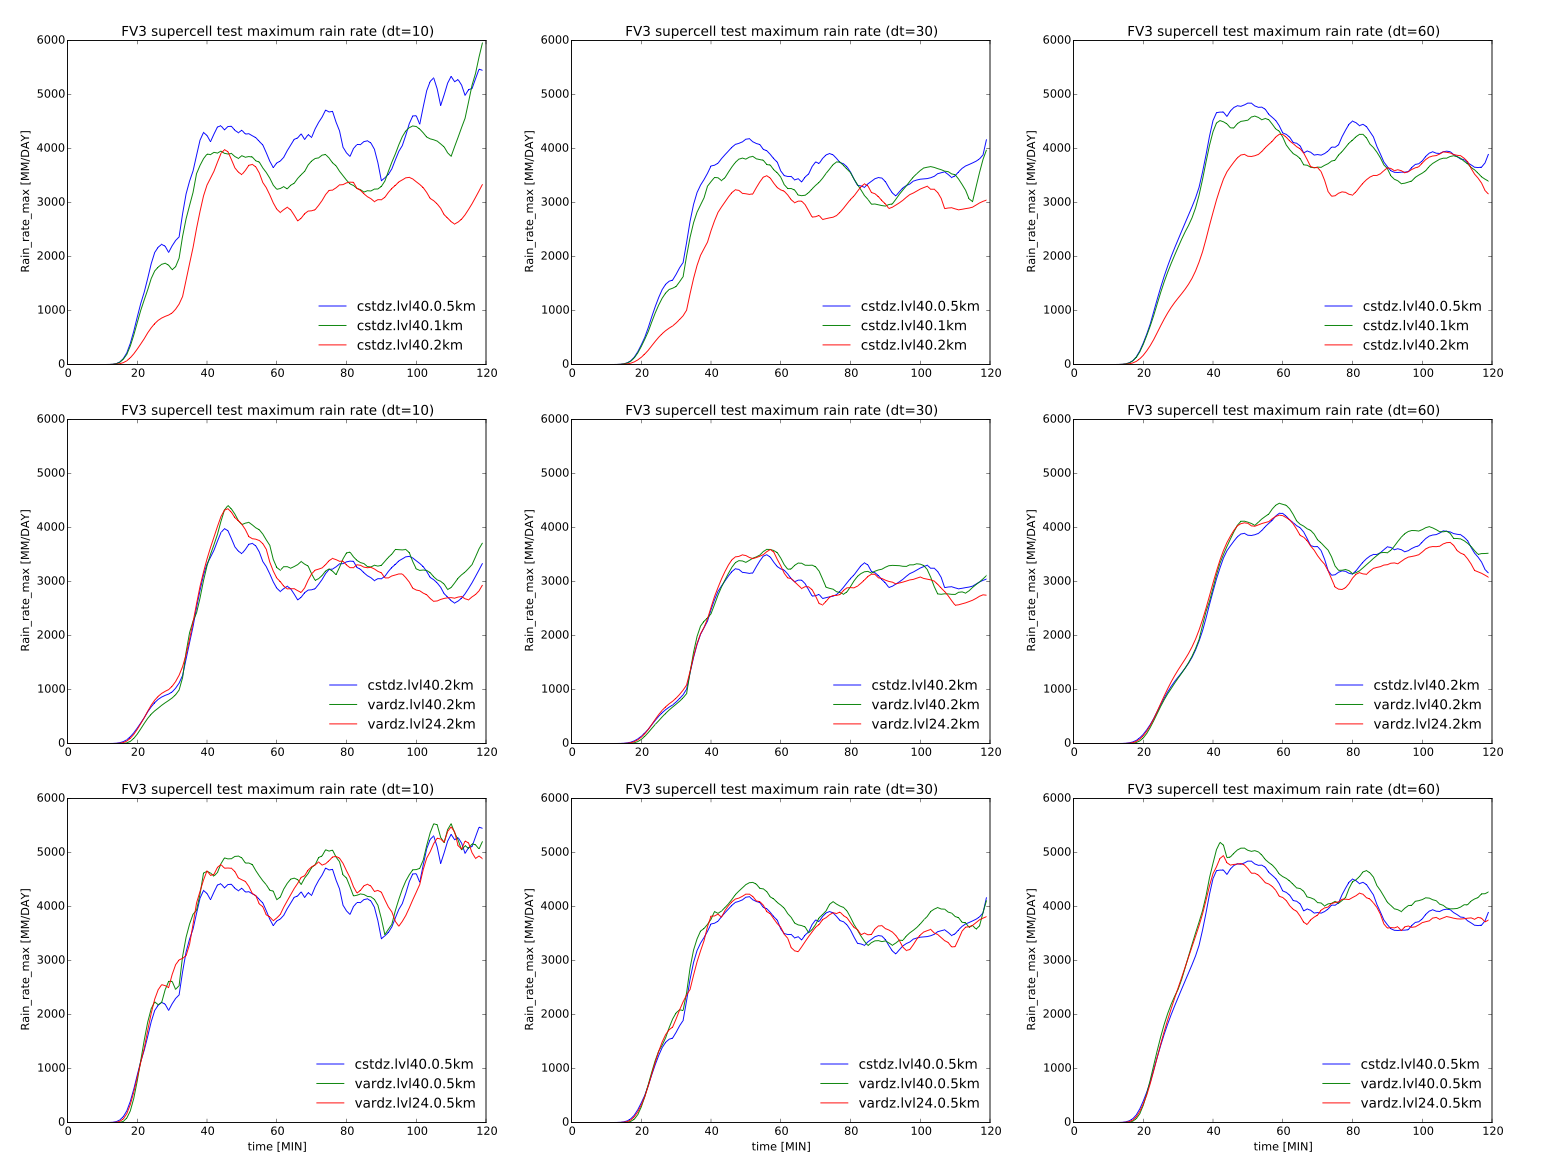 FV3 supercell test maximum rain rate (dt=10)
Rain_rate_max [MM/DAY]
6000
5000
4000
3000
2000
1000
0
cstdz.lvl40.0.5km
cstdz.lvl40.1km
cstdz.lvl40.2km
0 20 40 60 80 100 120
FV3 supercell test maximum rain rate (dt=30)
Rain_rate_max [MM/DAY]
6000
5000
4000
3000
2000
1000
0
cstdz.lvl40.0.5km
cstdz.lvl40.1km
cstdz.lvl40.2km
0 20 40 60 80 100 120
FV3 supercell test maximum rain rate (dt=60)
Rain_rate_max [MM/DAY]
6000
5000
4000
3000
2000
1000
0
cstdz.lvl40.0.5km
cstdz.lvl40.1km
cstdz.lvl40.2km
0 20 40 60 80 100 120
FV3 supercell test maximum rain rate (dt=10)
Rain_rate_max [MM/DAY]
6000
5000
4000
3000
2000
1000
0
cstdz.lvl40.2km
vardz.lvl40.2km
vardz.lvl24.2km
0 20 40 60 80 100 120
FV3 supercell test maximum rain rate (dt=30)
Rain_rate_max [MM/DAY]
6000
5000
4000
3000
2000
1000
0
cstdz.lvl40.2km
vardz.lvl40.2km
vardz.lvl24.2km
0 20 40 60 80 100 120
FV3 supercell test maximum rain rate (dt=60)
Rain_rate_max [MM/DAY]
6000
5000
4000
3000
2000
1000
0
cstdz.lvl40.2km
vardz.lvl40.2km
vardz.lvl24.2km
0 20 40 60 80 100 120
FV3 supercell test maximum rain rate (dt=10)
Rain_rate_max [MM/DAY]
6000
5000
4000
3000
2000
1000
0
cstdz.lvl40.0.5km
vardz.lvl40.0.5km
vardz.lvl24.0.5km
0 20 40 60 80 100 120
time [MIN]
FV3 supercell test maximum rain rate (dt=30)
Rain_rate_max [MM/DAY]
6000
5000
4000
3000
2000
1000
0
cstdz.lvl40.0.5km
vardz.lvl40.0.5km
vardz.lvl24.0.5km
0 20 40 60 80 100 120
time [MIN]
FV3 supercell test maximum rain rate (dt=60)
Rain_rate_max [MM/DAY]
6000
5000
4000
3000
2000
1000
0
cstdz.lvl40.0.5km
vardz.lvl40.0.5km
vardz.lvl24.0.5km
0 20 40 60 80 100 120
time [MIN]